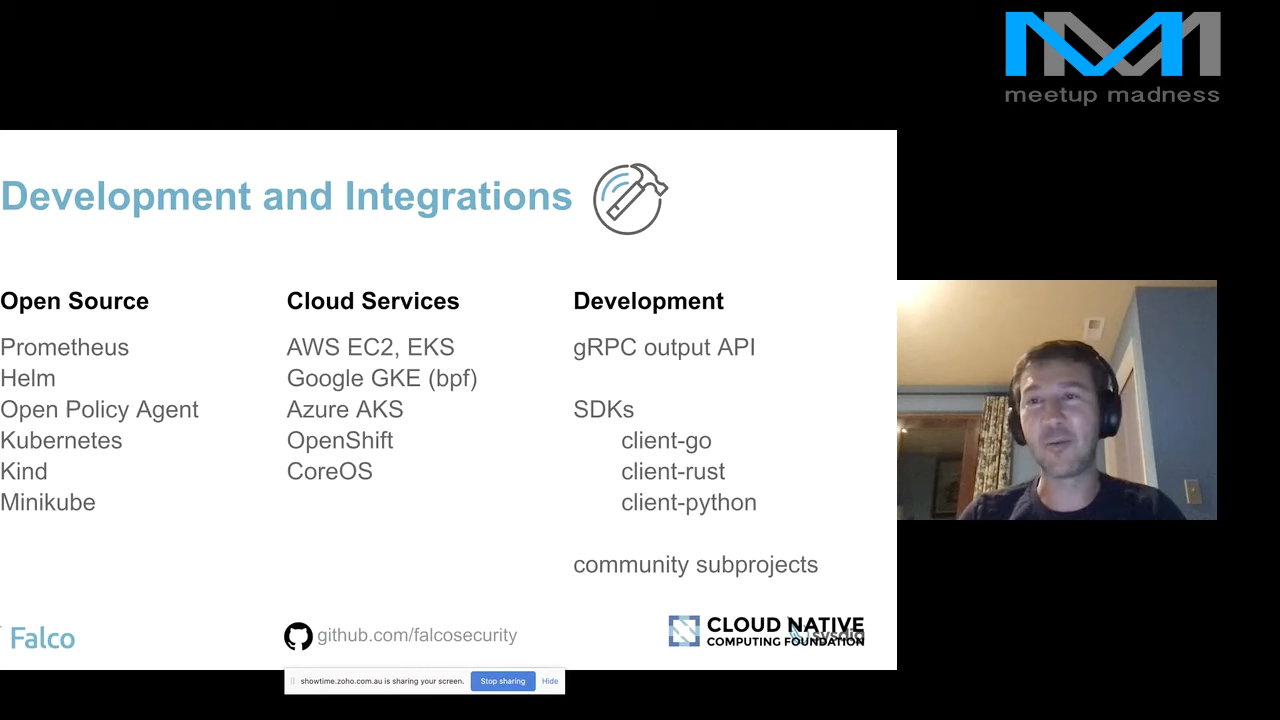 meetup madness
Development and Integrations
Open Source
Prometheus
Helm
Open Policy Agent
Kubernetes
Kind
Minikube
Cloud Services
AWS EC2, EKS
Google GKE (bpf)
Azure AKS
OpenShift
CoreOS
Development
gRPC output API
SDKs
client-go
client-rust
client-python
community subprojects
Falco
github.com/falcosecurity
CLOUD NATIVE
COMPUTING FOUNDATION
sysdig
showtime.zoho.com.au is sharing your screen. Stop sharing Hide